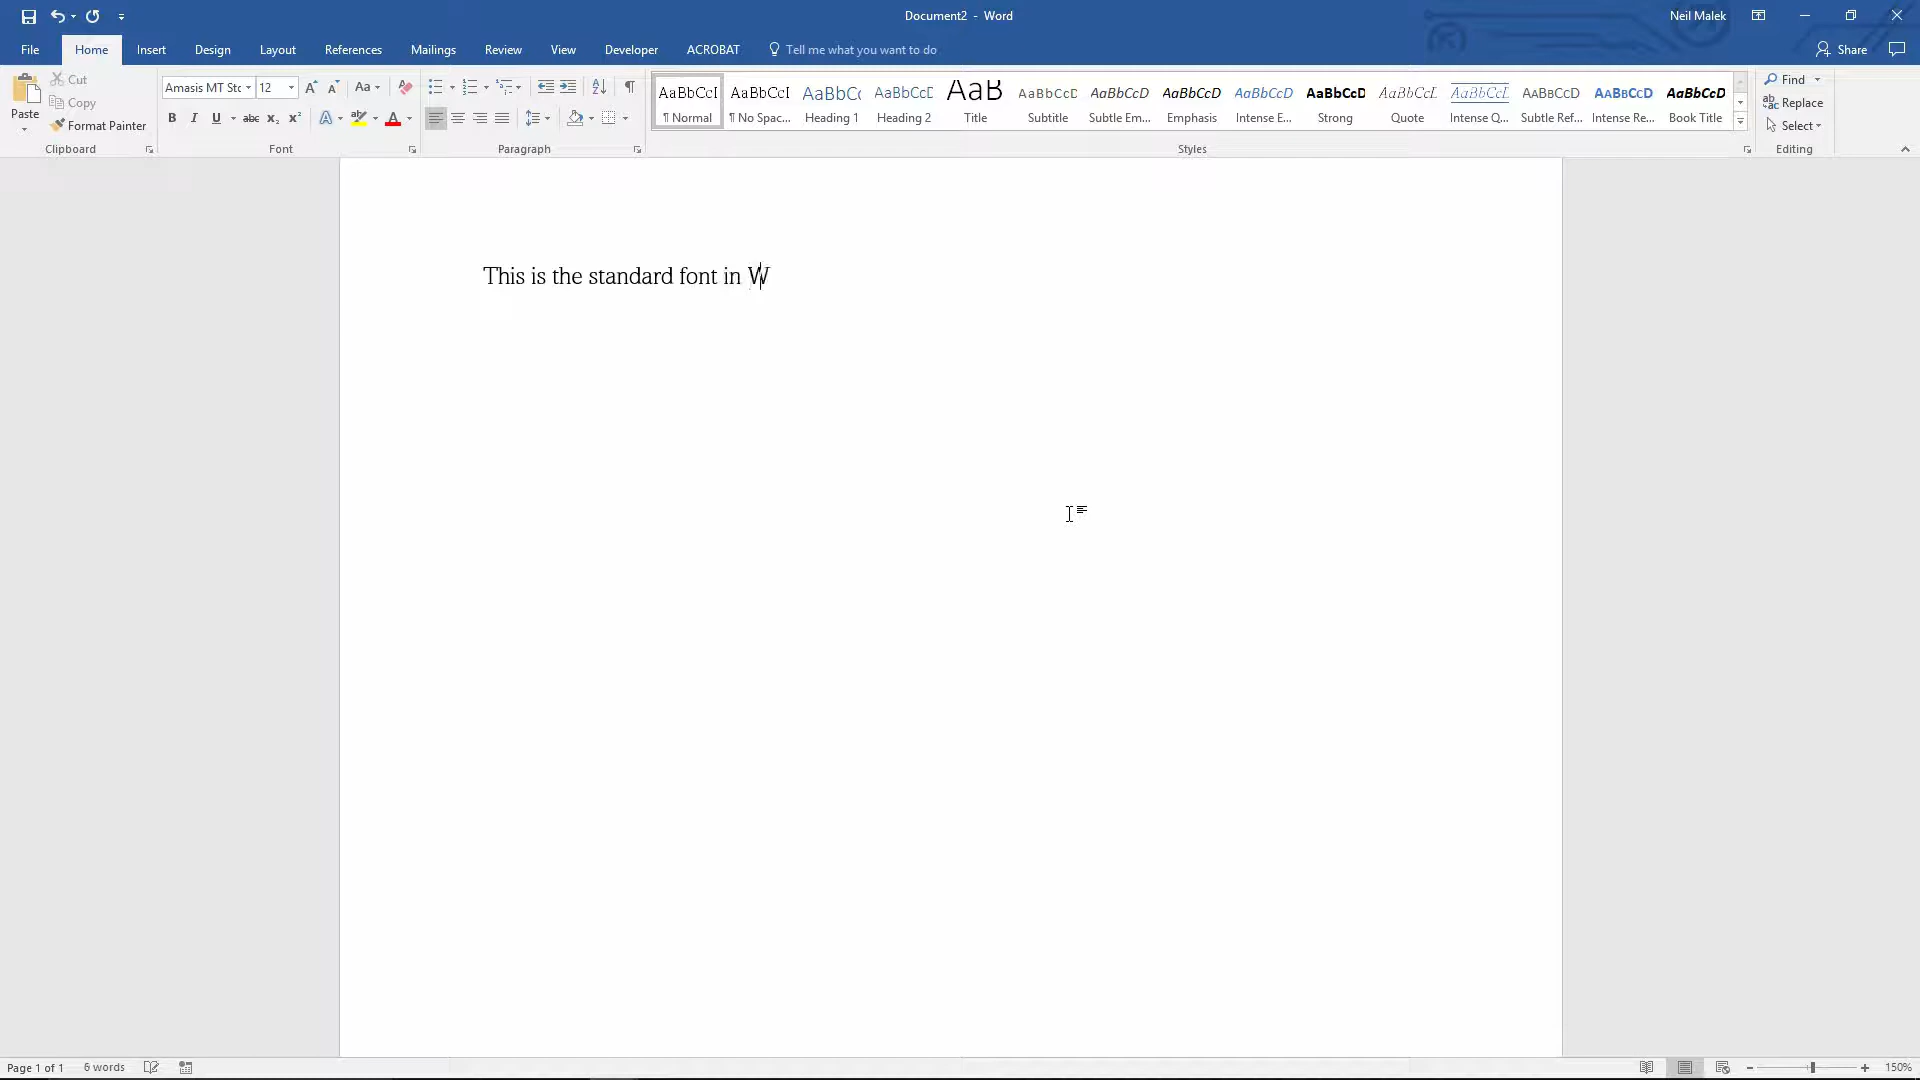 Document2 - Word
Neil Malek
File Home Insert Design Layout References Mailings Review View Developer ACROBAT Tell me what you want to do
Share
Paste
Cut
Copy
Format Painter
Clipboard
Amasis MT Stc 12
Font
Paragraph
AaBbCcI AaBbCcI AaBbC( AaBbCcD AaB AaBbCcD AaBbCcD AaBbCcD AaBbCcD AaBbCcD AaBbCcL AaBbCcL AaBbCcD AaBbCcD AaBbCcD
¶ Normal ¶ No Spac... Heading 1 Heading 2 Title Subtitle Subtle Em... Emphasis Intense E... Strong Quote Intense Q... Subtle Ref... Intense Re... Book Title
Styles
Find
Replace
Select
Editing
This is the standard font in W
Page 1 of 1 6 words
150%